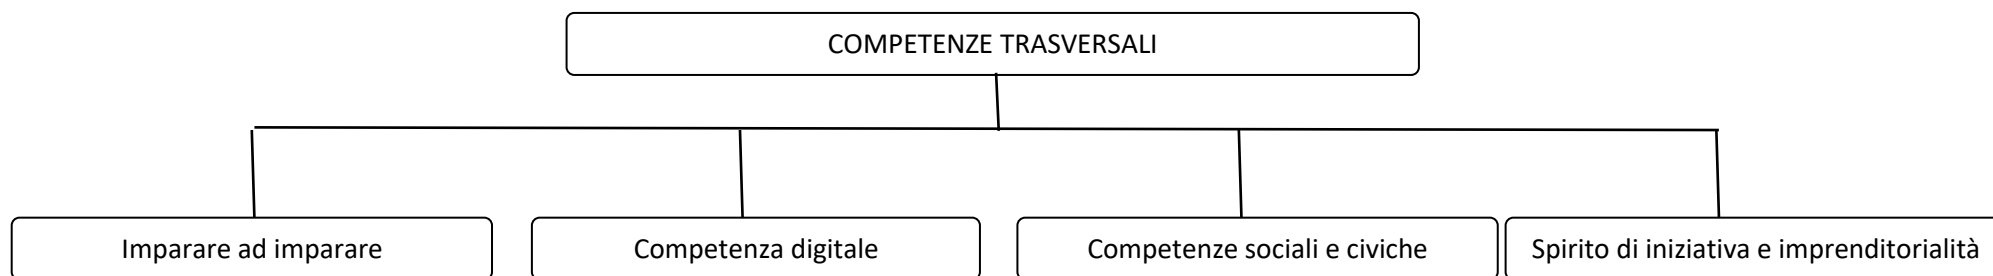 COMPETENZE TRASVERSALI
Imparare ad imparare
Competenza digitale
Competenze sociali e civiche
Spirito di iniziativa e imprenditorialità